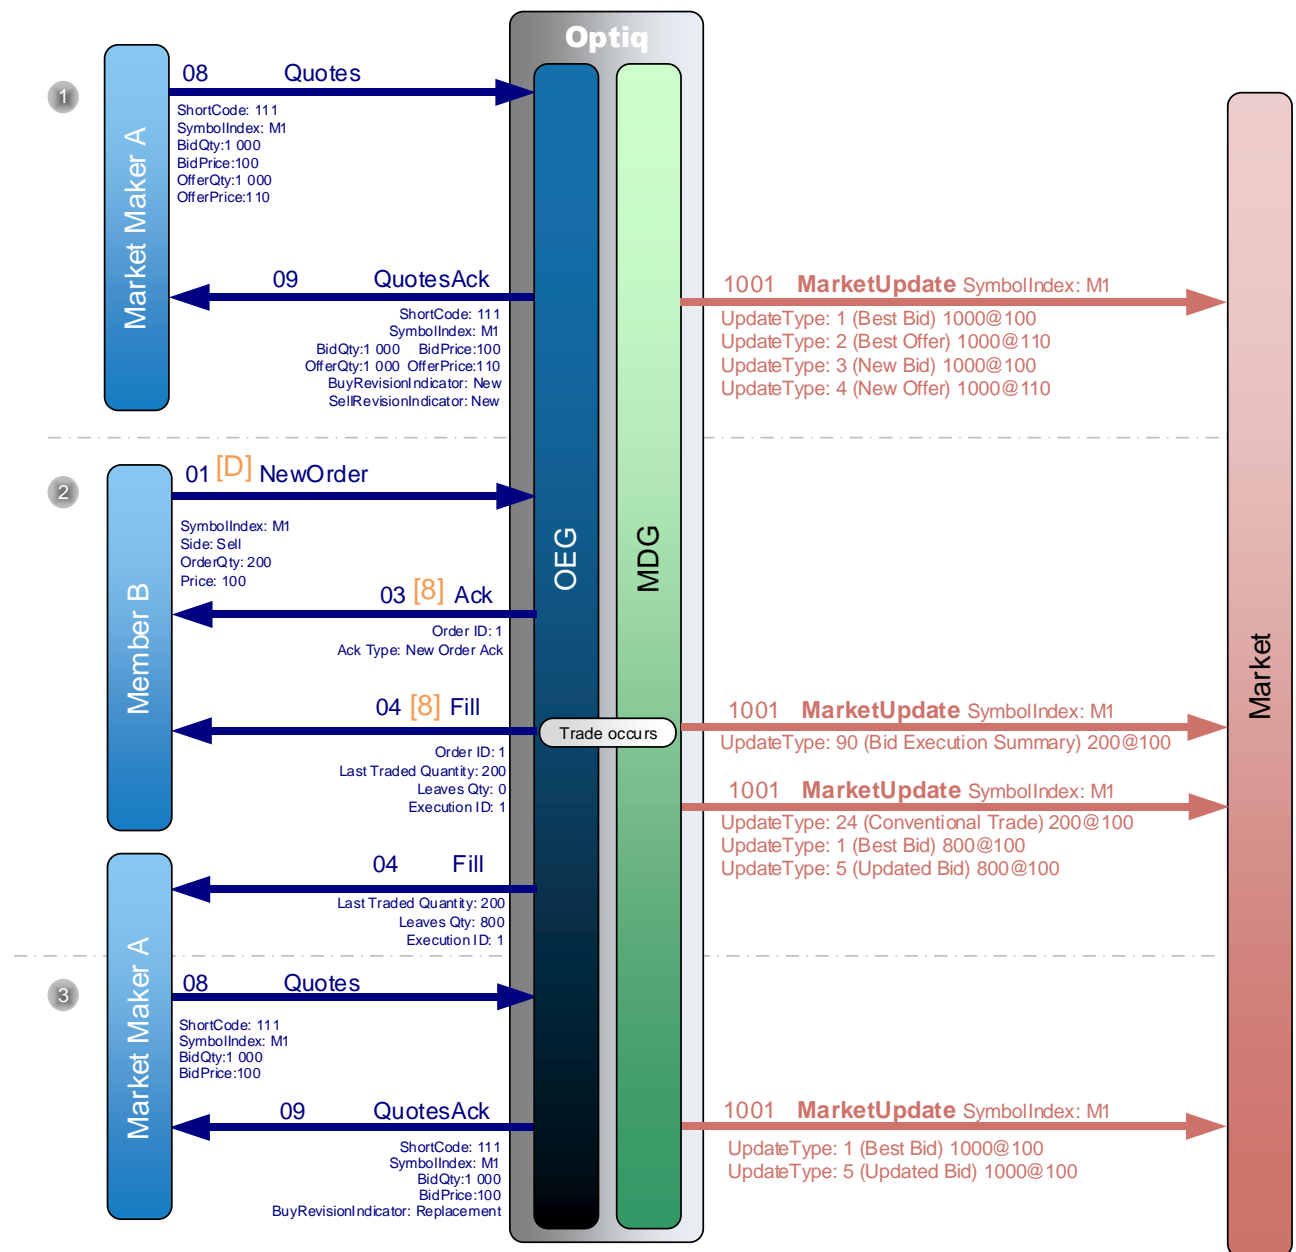 Optiq
1
Market Maker A
08 Quotes
ShortCode: 111
SymbolIndex: M1
BidQty:1 000
BidPrice:100
OfferQty:1 000
OfferPrice:110
09 QuotesAck
ShortCode: 111
SymbolIndex: M1
BidQty:1 000 BidPrice:100
OfferQty:1 000 OfferPrice:110
BuyRevisionIndicator: New
SellRevisionIndicator: New
1001 MarketUpdate SymbolIndex: M1
UpdateType: 1 (Best Bid) 1000@100
UpdateType: 2 (Best Offer) 1000@110
UpdateType: 3 (New Bid) 1000@100
UpdateType: 4 (New Offer) 1000@110
OEG
MDG
Market
2
Member B
01 [D] NewOrder
SymbolIndex: M1
Side: Sell
OrderQty: 200
Price: 100
03 [8] Ack
Order ID: 1
Ack Type: New Order Ack
04 [8] Fill
Trade occurs
Order ID: 1
Last Traded Quantity: 200
Leaves Qty: 0
Execution ID: 1
1001 MarketUpdate SymbolIndex: M1
UpdateType: 90 (Bid Execution Summary) 200@100
1001 MarketUpdate SymbolIndex: M1
UpdateType: 24 (Conventional Trade) 200@100
UpdateType: 1 (Best Bid) 800@100
UpdateType: 5 (Updated Bid) 800@100
Market Maker A
04 Fill
Last Traded Quantity: 200
Leaves Qty: 800
Execution ID: 1
3
08 Quotes
ShortCode: 111
SymbolIndex: M1
BidQty:1 000
BidPrice:100
09 QuotesAck
ShortCode: 111
SymbolIndex: M1
BidQty:1 000
BidPrice:100
BuyRevisionIndicator: Replacement
1001 MarketUpdate SymbolIndex: M1
UpdateType: 1 (Best Bid) 1000@100
UpdateType: 5 (Updated Bid) 1000@100